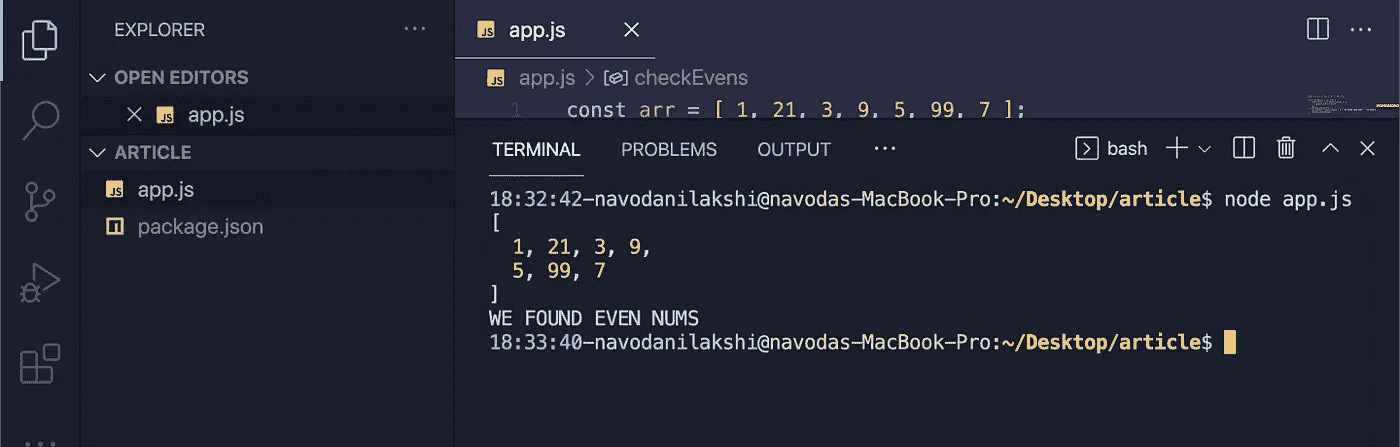 EXPLORER
OPEN EDITORS
JS app.js
ARTICLE
JS app.js
package.json
JS app.js
JS app.js > checkEvens
1 const arr = [ 1, 21, 3, 9, 5, 99, 7 ];
TERMINAL PROBLEMS OUTPUT bash
18:32:42-navodanilakshi@navodas-MacBook-Pro:~/Desktop/article$ node app.js
[
1, 21, 3, 9,
5, 99, 7
]
WE FOUND EVEN NUMS
18:33:40-navodanilakshi@navodas-MacBook-Pro:~/Desktop/article$